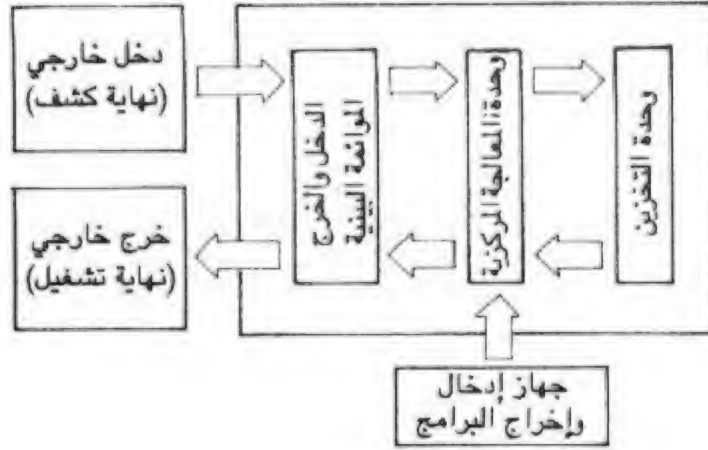 دخل خارجي
(نهاية كشف)
خرج خارجي
(نهاية تشغيل)
الدخل والخرج
الموائمة البينية
وحدة المعالجة المركزية
وحدة التخزين
جهاز إدخال
وإخراج البرامج